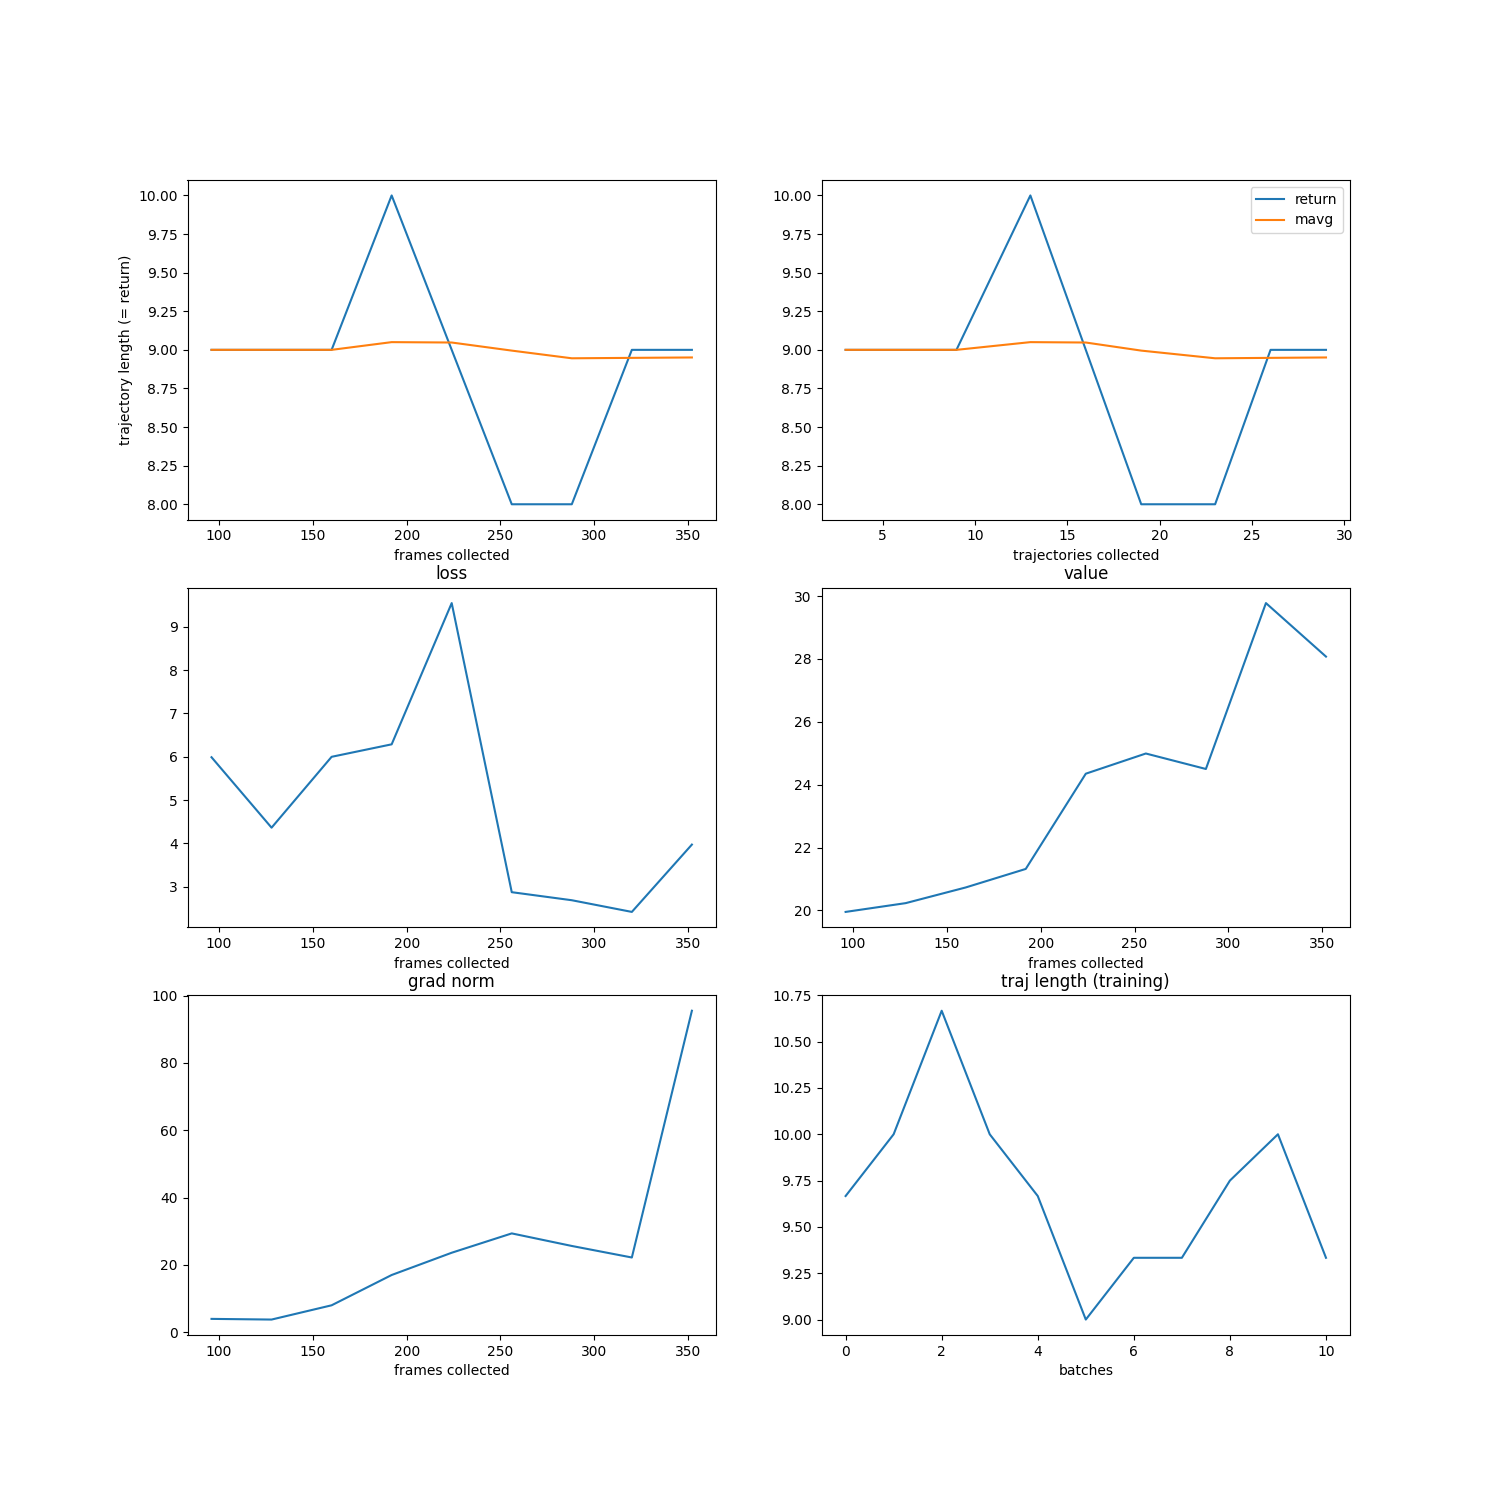 10.00
9.75
9.50
9.25
9.00
8.75
8.50
8.25
8.00
trajectory length (= return)
100 150 200 250 300 350
frames collected
10.00
9.75
9.50
9.25
9.00
8.75
8.50
8.25
8.00
return
mavg
5 10 15 20 25 30
trajectories collected
loss
9
8
7
6
5
4
3
100 150 200 250 300 350
frames collected
value
30
28
26
24
22
20
100 150 200 250 300 350
frames collected
grad norm
100
80
60
40
20
0
100 150 200 250 300 350
frames collected
traj length (training)
10.75
10.50
10.25
10.00
9.75
9.50
9.25
9.00
0 2 4 6 8 10
batches